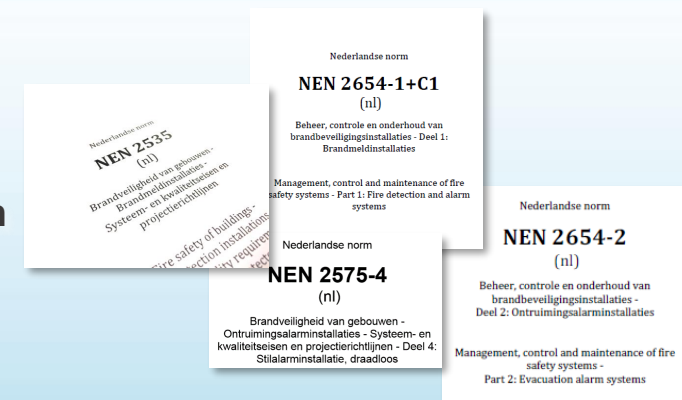 Nederlandse norm
NEN 2654-1+C1
(nl)
Beheer, controle en onderhoud van
brandbeveiligingsinstallaties - Deel 1:
Brandmeldinstallaties
Management, control and maintenance of fire
safety systems - Part 1: Fire detection and alarm
systems
Nederlandse norm
NEN 2535
(nl)
Brandveiligheid van gebouwen -
Brandmeldinstallaties -
Systeem- en kwaliteitseisen en
projectierichtlijnen
fire safety of buildings -
Nederlandse norm
NEN 2575-4
(nl)
Brandveiligheid van gebouwen -
Ontruimingsalarminstallaties - Systeem- en
kwaliteitseisen en projectierichtlijnen - Deel 4:
Stilalarminstallatie, draadloos
Nederlandse norm
NEN 2654-2
(nl)
Beheer, controle en onderhoud van
brandbeveiligingsinstallaties -
Deel 2: Ontruimingsalarminstallaties
Management, control and maintenance of fire
safety systems -
Part 2: Evacuation alarm systems